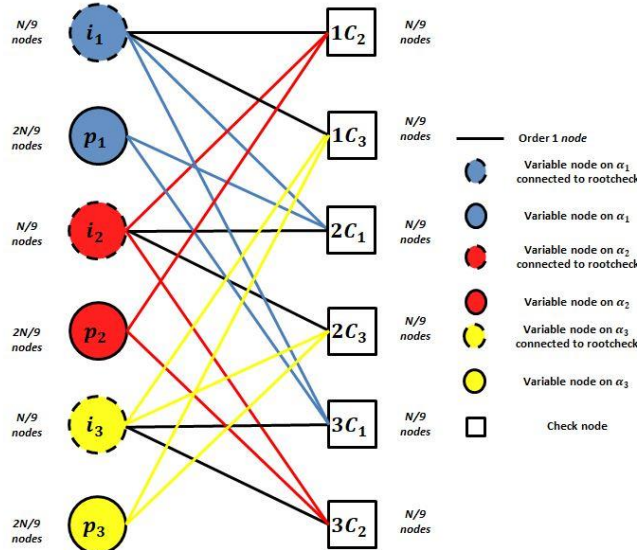 N/9
nodes
i₁
1C₂
N/9
nodes
2N/9
nodes
p₁
1C₃
N/9
nodes
N/9
nodes
i₂
2C₁
N/9
nodes
2N/9
nodes
p₂
2C₃
N/9
nodes
N/9
nodes
i₃
3C₁
N/9
nodes
2N/9
nodes
p₃
3C₂
N/9
nodes
Order 1 node
Variable node on α₁
connected to rootcheck
Variable node on α₁
Variable node on α₂
connected to rootcheck
Variable node on α₂
Variable node on α₃
connected to rootcheck
Variable node on α₃
Check node